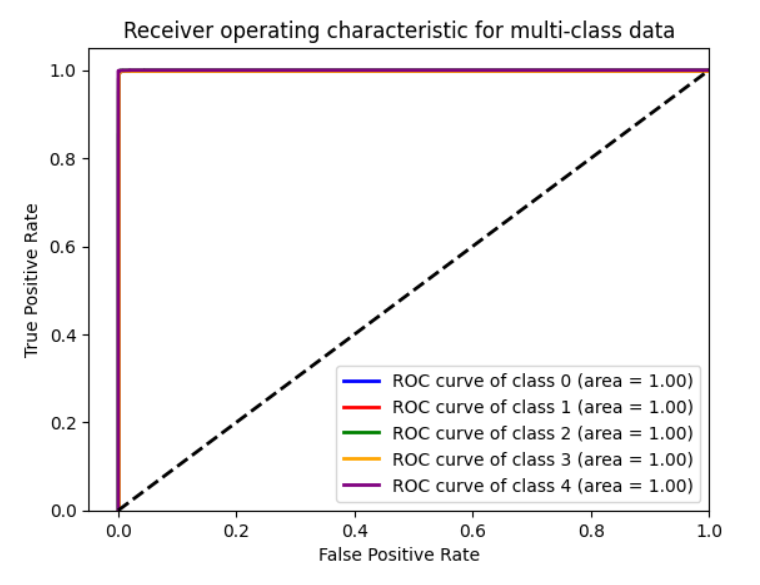 Receiver operating characteristic for multi-class data
True Positive Rate
1.0
0.8
0.6
0.4
0.2
0.0
ROC curve of class 0 (area = 1.00)
ROC curve of class 1 (area = 1.00)
ROC curve of class 2 (area = 1.00)
ROC curve of class 3 (area = 1.00)
ROC curve of class 4 (area = 1.00)
0.0 0.2 0.4 0.6 0.8 1.0
False Positive Rate